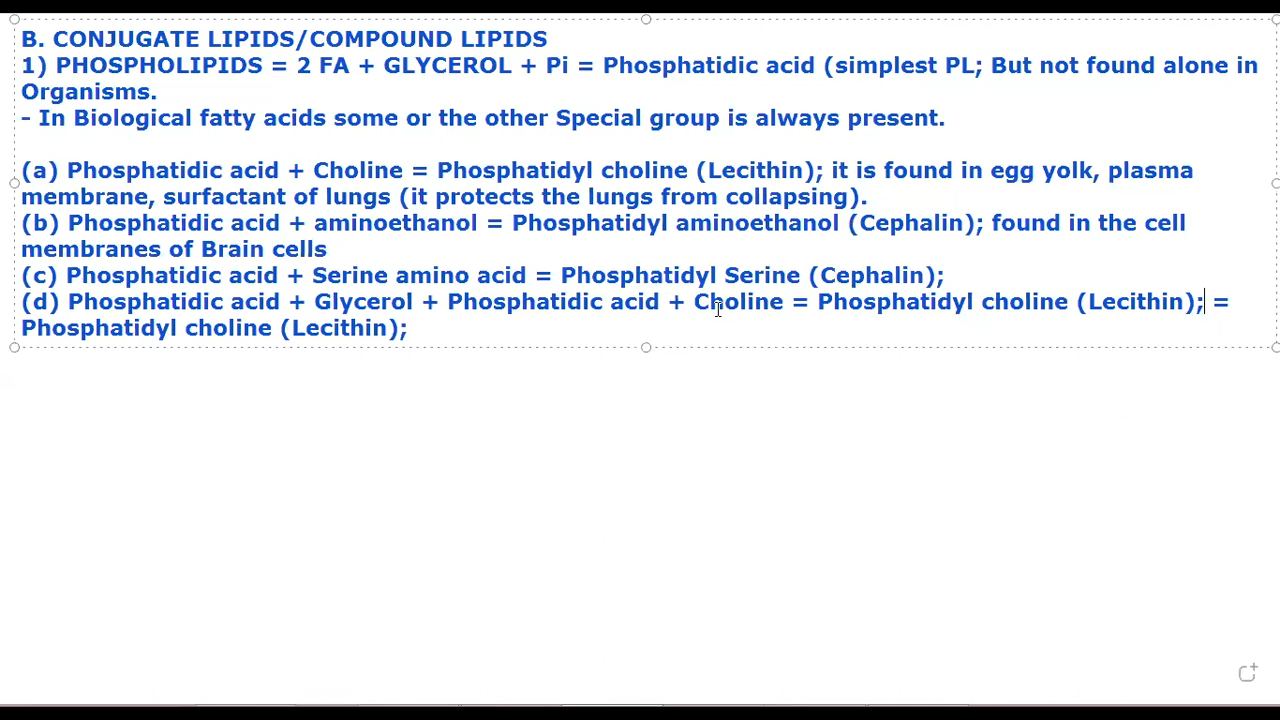 B. CONJUGATE LIPIDS/COMPOUND LIPIDS
1) PHOSPHOLIPIDS = 2 FA + GLYCEROL + Pi = Phosphatidic acid (simplest PL; But not found alone in
Organisms.
- In Biological fatty acids some or the other Special group is always present.
(a) Phosphatidic acid + Choline = Phosphatidyl choline (Lecithin); it is found in egg yolk, plasma
membrane, surfactant of lungs (it protects the lungs from collapsing).
(b) Phosphatidic acid + aminoethanol = Phosphatidyl aminoethanol (Cephalin); found in the cell
membranes of Brain cells
(c) Phosphatidic acid + Serine amino acid = Phosphatidyl Serine (Cephalin);
(d) Phosphatidic acid + Glycerol + Phosphatidic acid + Choline = Phosphatidyl choline (Lecithin); =
Phosphatidyl choline (Lecithin);